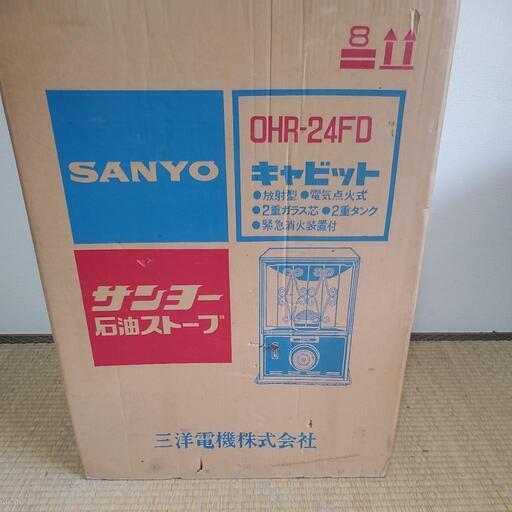 8
SANYO
OHR-24FD
キャビット
●放射型 ●電気点火式
●2重ガラス芯 ●2重タンク
●緊急消火装置付
サンヨー
石油ストーブ
三洋電機株式会社